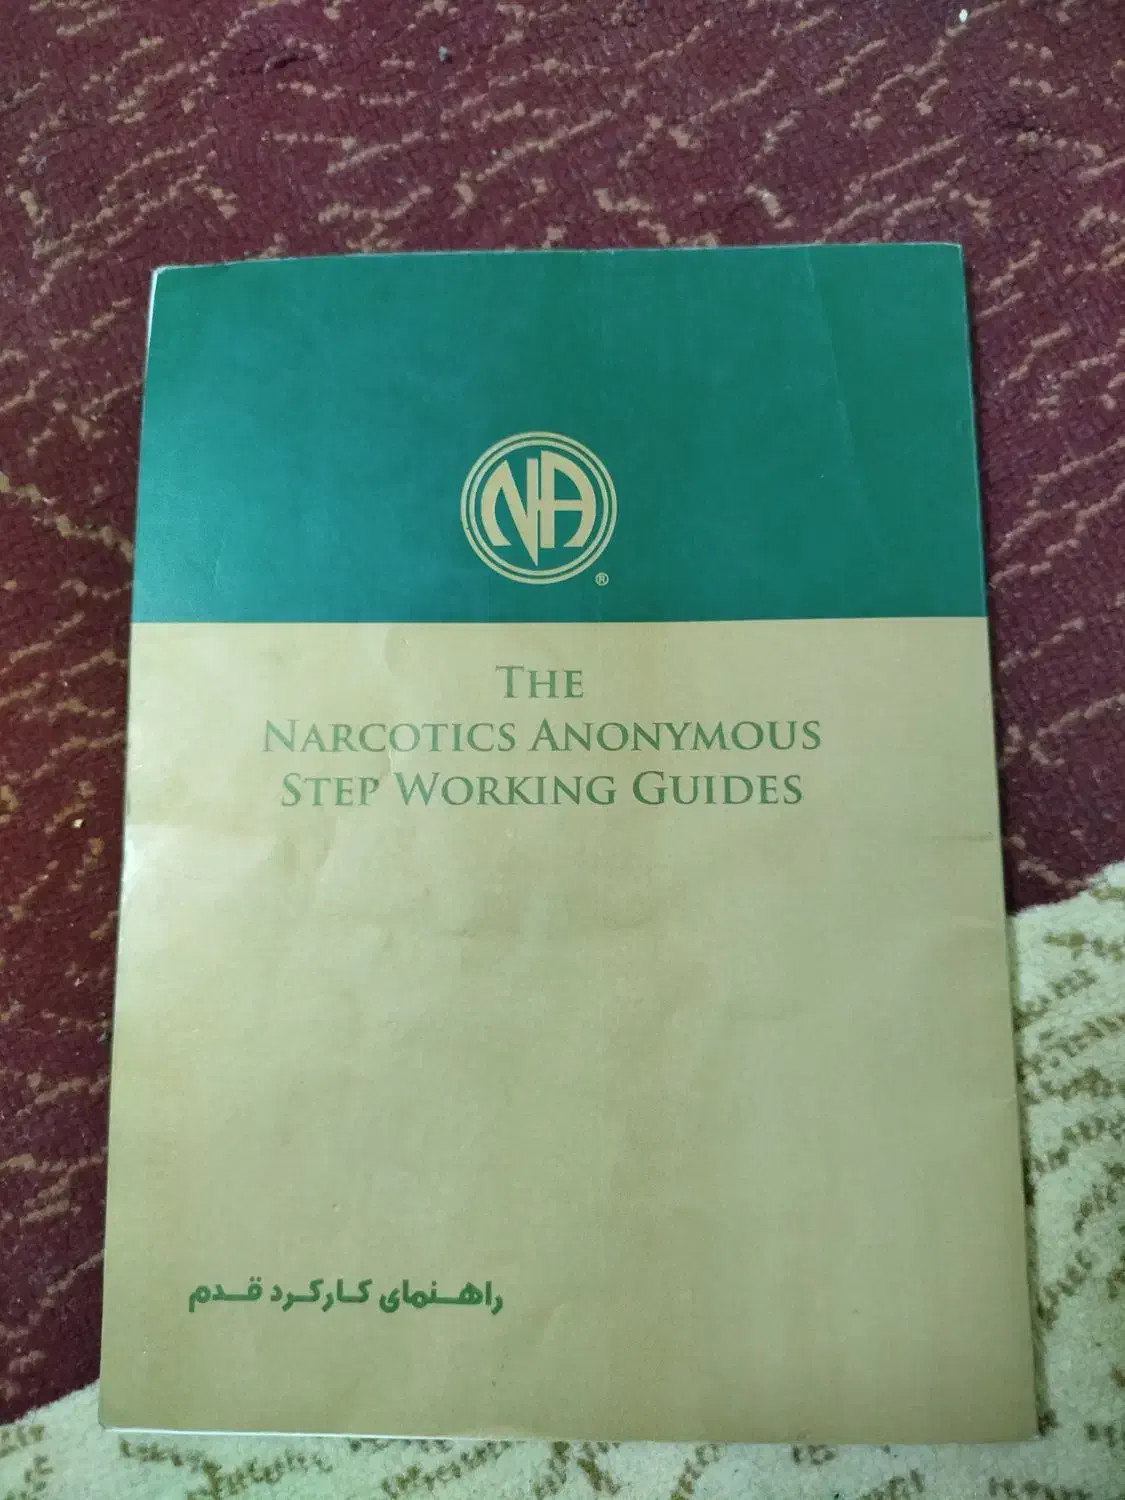 NA
®
THE
NARCOTICS ANONYMOUS
STEP WORKING GUIDES
راهنمای کارکرد قدم